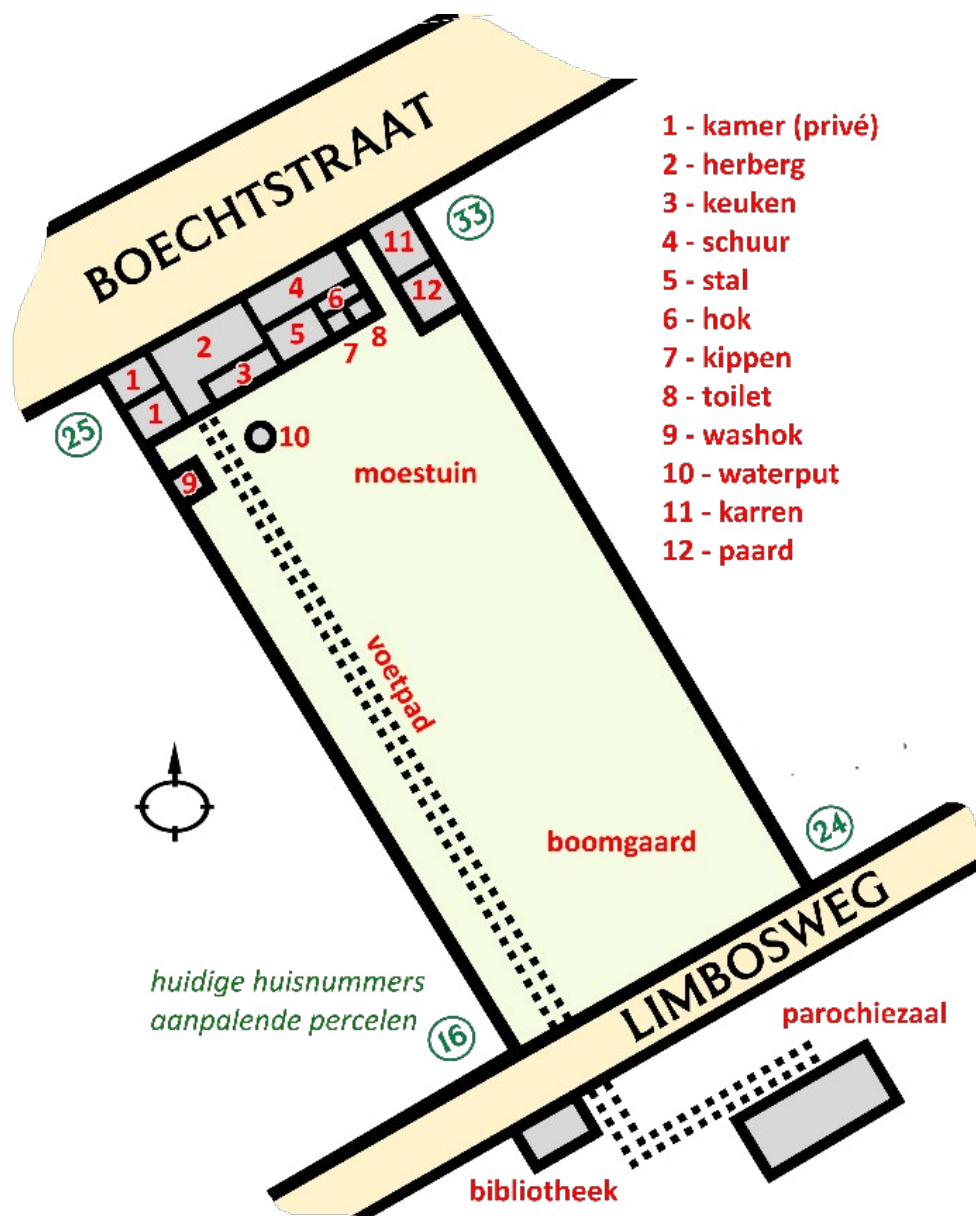 BOECHTSTRAAT
1 - kamer (privé)
2 - herberg
3 - keuken
4 - schuur
5 - stal
6 - hok
7 - kippen
8 - toilet
9 - washok
10 - waterput
11 - karren
12 - paard
33
11
12
4
6
5
8
7
2
3
1
1
25
10
9
moestuin
voetpad
boomgaard
24
LIMBOSWEG
huidige huisnummers
aanpalende percelen
16
parochiezaal
bibliotheek